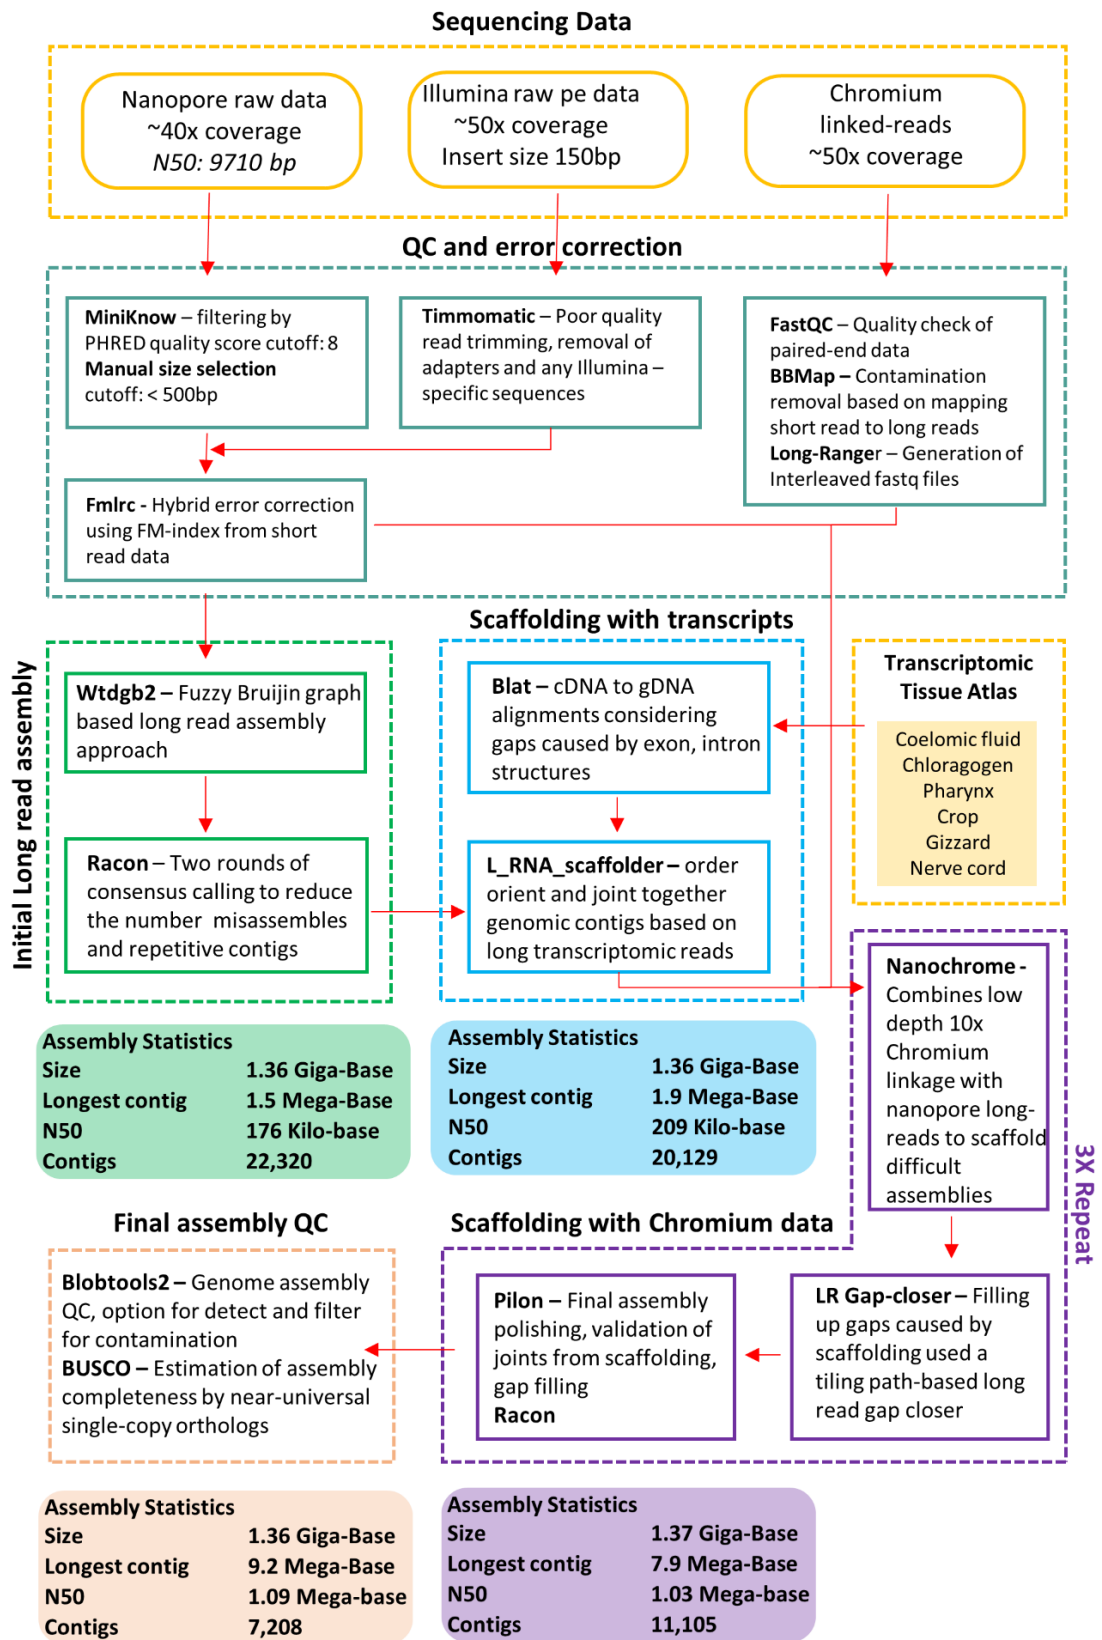 Sequencing Data
Nanopore raw data
~40x coverage
N50: 9710 bp
Illumina raw pe data
~50x coverage
Insert size 150bp
Chromium
linked-reads
~50x coverage
QC and error correction
MiniKnow – filtering by
PHRED quality score cutoff: 8
Manual size selection
cutoff: < 500bp
Timmomatic – Poor quality
read trimming, removal of
adapters and any Illumina –
specific sequences
FastQC – Quality check of
paired-end data
BBMap – Contamination
removal based on mapping
short read to long reads
Long-Ranger – Generation of
Interleaved fastq files
Fmlrc - Hybrid error correction
using FM-index from short
read data
Initial Long read assembly
Wtdgb2 – Fuzzy Bruijin graph
based long read assembly
approach
Racon – Two rounds of
consensus calling to reduce
the number misassembles
and repetitive contigs
Scaffolding with transcripts
Blat – cDNA to gDNA
alignments considering
gaps caused by exon, intron
structures
L_RNA_scaffolder – order
orient and joint together
genomic contigs based on
long transcriptomic reads
Transcriptomic
Tissue Atlas
Coelomic fluid
Chloragogen
Pharynx
Crop
Gizzard
Nerve cord
Assembly Statistics
Size 1.36 Giga-Base
Longest contig 1.5 Mega-Base
N50 176 Kilo-base
Contigs 22,320
Assembly Statistics
Size 1.36 Giga-Base
Longest contig 1.9 Mega-Base
N50 209 Kilo-base
Contigs 20,129
Nanochrome -
Combines low
depth 10x
Chromium
linkage with
nanopore long-
reads to scaffold
difficult
assemblies
3X Repeat
Scaffolding with Chromium data
LR Gap-closer – Filling
up gaps caused by
scaffolding used a
tiling path-based long
read gap closer
Pilon – Final assembly
polishing, validation of
joints from scaffolding,
gap filling
Racon
Final assembly QC
Blobtools2 – Genome assembly
QC, option for detect and filter
for contamination
BUSCO – Estimation of assembly
completeness by near-universal
single-copy orthologs
Assembly Statistics
Size 1.36 Giga-Base
Longest contig 9.2 Mega-Base
N50 1.09 Mega-base
Contigs 7,208
Assembly Statistics
Size 1.37 Giga-Base
Longest contig 7.9 Mega-Base
N50 1.03 Mega-base
Contigs 11,105